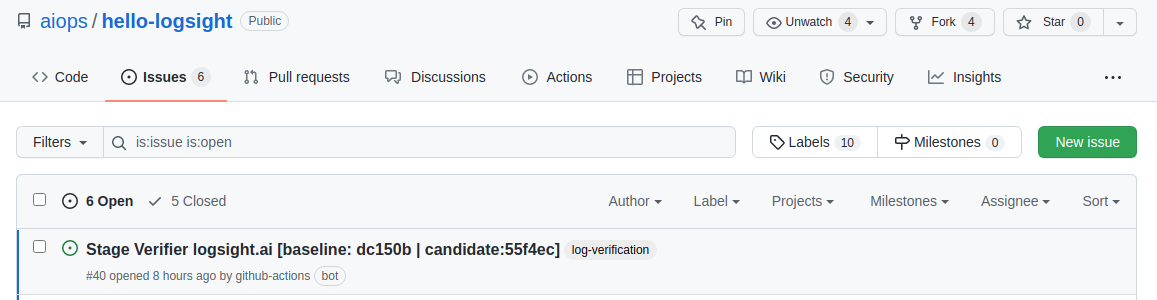 aiops / hello-logsight Public Pin Unwatch 4 Fork 4 Star 0
Code Issues 6 Pull requests Discussions Actions Projects Wiki Security Insights ...
Filters is:issue is:open Labels 10 Milestones 0 New issue
6 Open 5 Closed Author Label Projects Milestones Assignee Sort
Stage Verifier logsight.ai [baseline: dc150b | candidate:55f4ec] log-verification
#40 opened 8 hours ago by github-actions bot